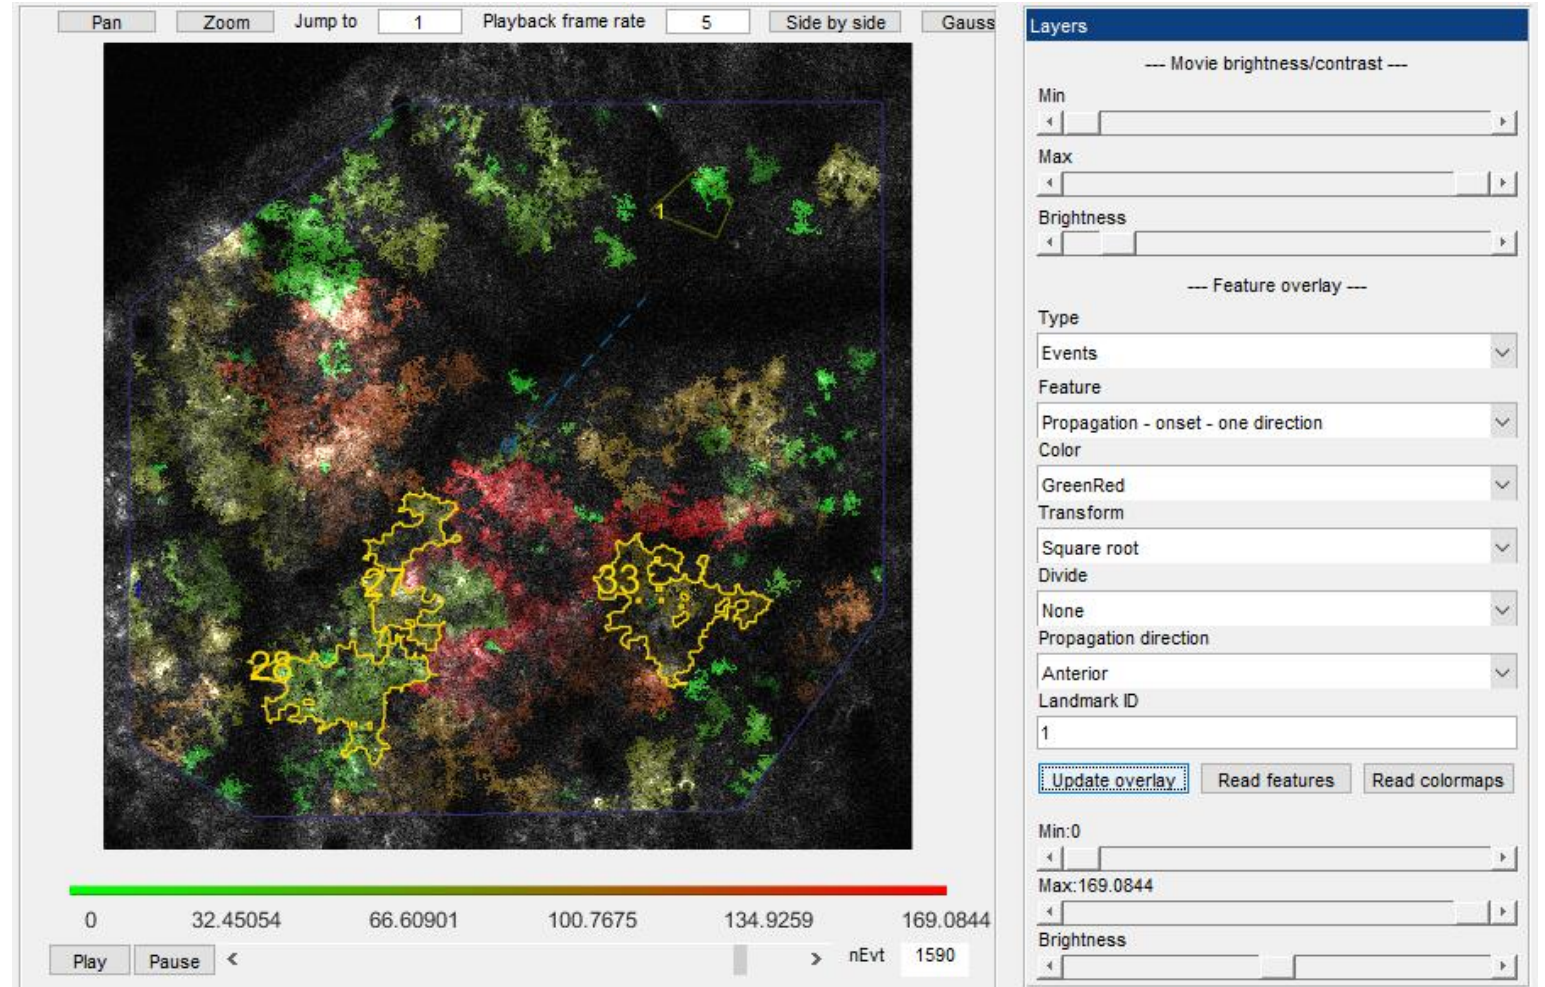 Pan Zoom Jump to 1 Playback frame rate 5 Side by side Gauss
1
27
33
28
0 32.45054 66.60901 100.7675 134.9259 169.0844
Play Pause < > nEvt 1590
Layers
--- Movie brightness/contrast ---
Min
Max
Brightness
--- Feature overlay ---
Type
Events
Feature
Propagation - onset - one direction
Color
GreenRed
Transform
Square root
Divide
None
Propagation direction
Anterior
Landmark ID
1
Update overlay Read features Read colormaps
Min:0
Max:169.0844
Brightness